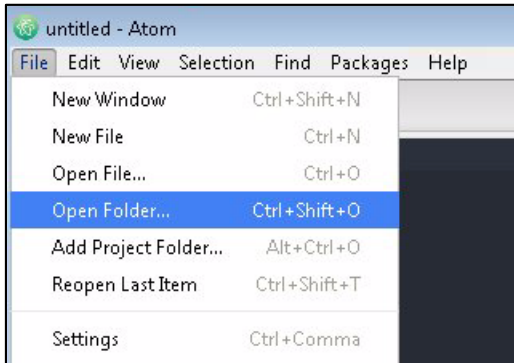 untitled - Atom
File Edit View Selection Find Packages Help
New Window Ctrl+Shift+N
New File Ctrl+N
Open File... Ctrl+O
Open Folder... Ctrl+Shift+O
Add Project Folder... Alt+Ctrl+O
Reopen Last Item Ctrl+Shift+T
Settings Ctrl+Comma